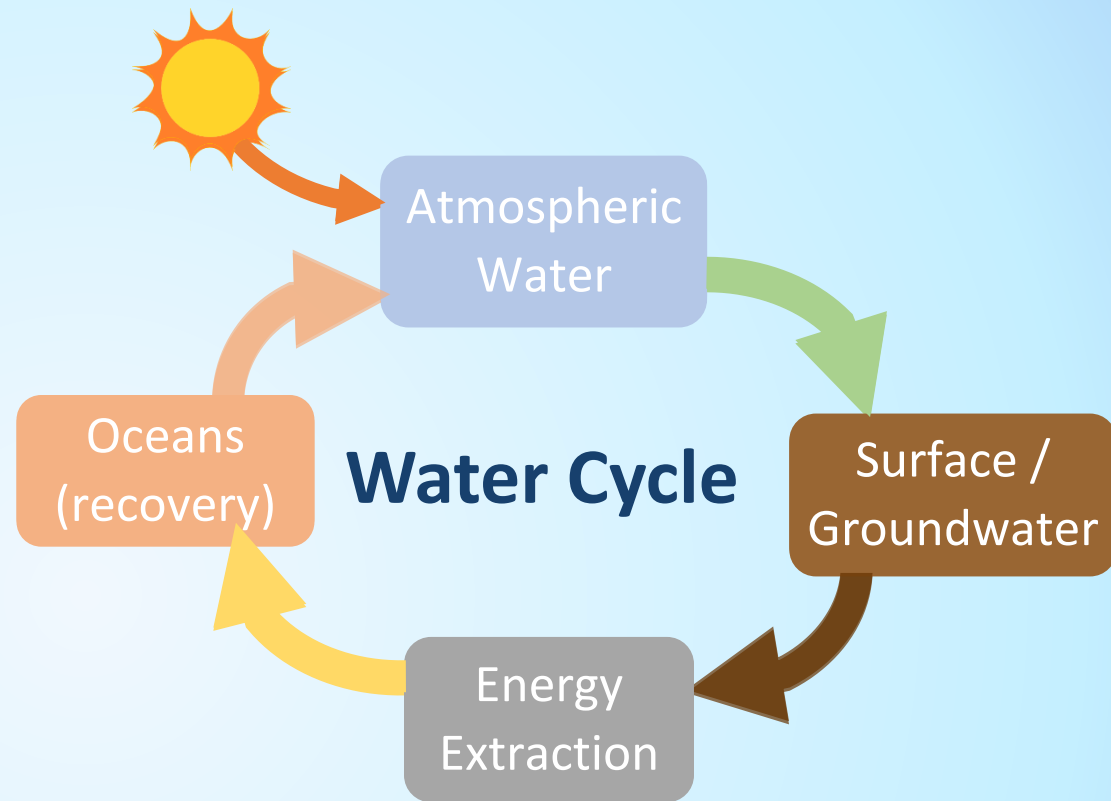 Atmospheric
Water
Oceans
(recovery)
Water Cycle
Surface /
Groundwater
Energy
Extraction